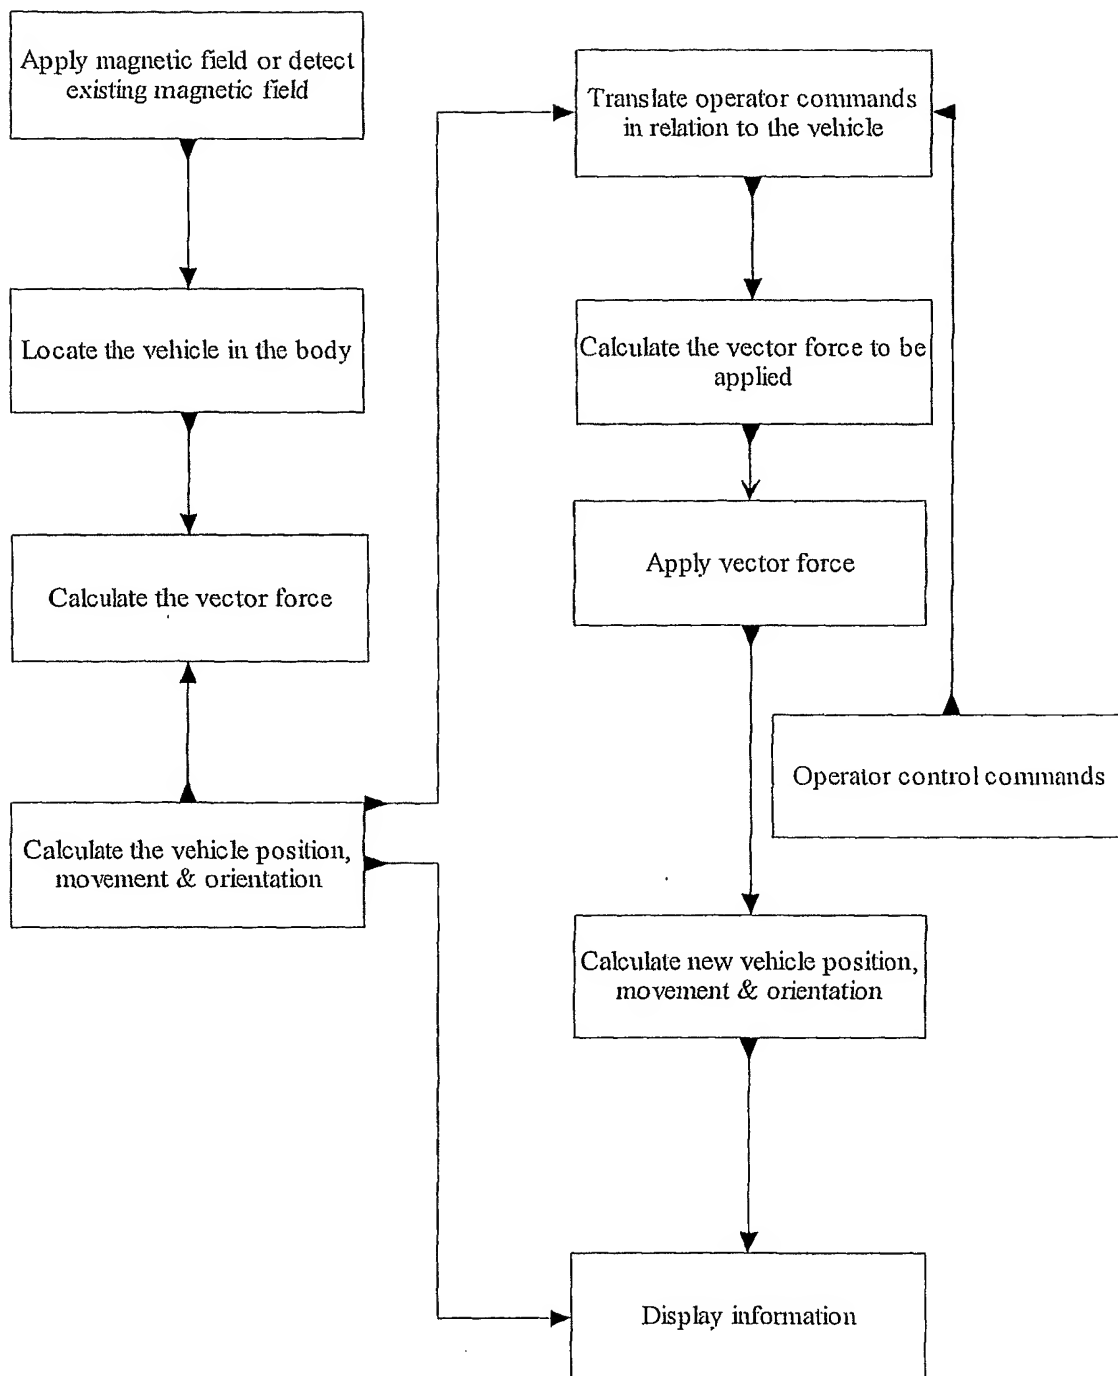 Apply magnetic field or detect
existing magnetic field
Locate the vehicle in the body
Calculate the vector force
Calculate the vehicle position,
movement & orientation
Translate operator commands
in relation to the vehicle
Calculate the vector force to be
applied
Apply vector force
Operator control commands
Calculate new vehicle position,
movement & orientation
Display information